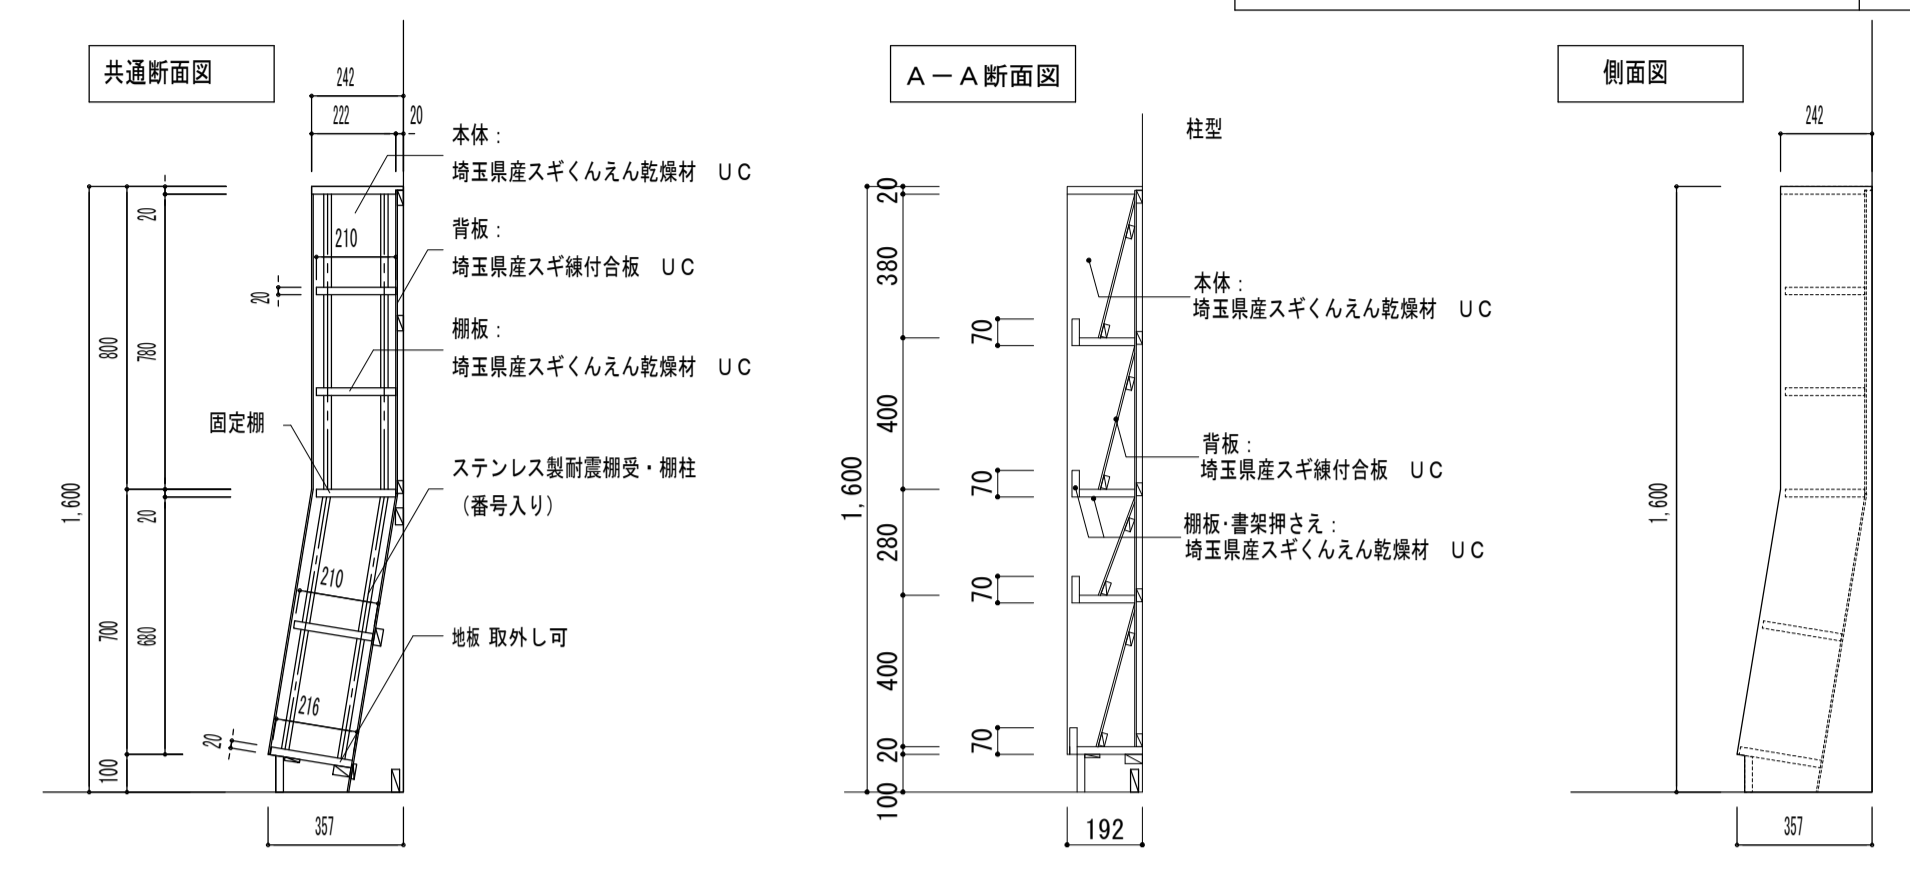 共通断面図
242
222
20
本体：
埼玉県産スギくんえん乾燥材　ＵＣ
背板：
埼玉県産スギ練付合板　ＵＣ
棚板：
埼玉県産スギくんえん乾燥材　ＵＣ
固定棚
ステンレス製耐震棚受・棚柱
（番号入り）
地板 取外し可
210
20
20
780
800
1,600
20
680
700
100
210
216
20
357
Ａ－Ａ断面図
柱型
本体：
埼玉県産スギくんえん乾燥材　ＵＣ
背板：
埼玉県産スギ練付合板　ＵＣ
棚板・書架押さえ：
埼玉県産スギくんえん乾燥材　ＵＣ
1,600
20
380
400
280
400
20
100
70
70
70
70
192
側面図
242
1,600
357